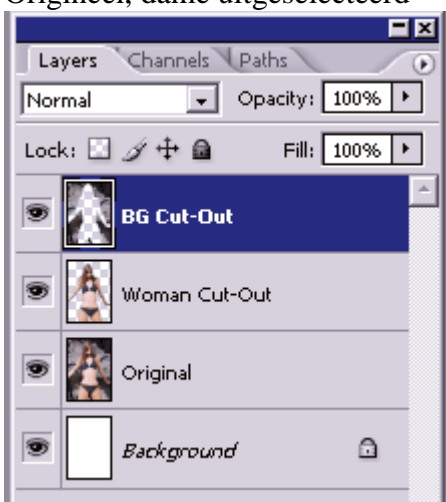 Origineel, dame uitgeselecteerd
Layers Channels Paths
Normal Opacity: 100%
Lock: Fill: 100%
BG Cut-Out
Woman Cut-Out
Original
Background